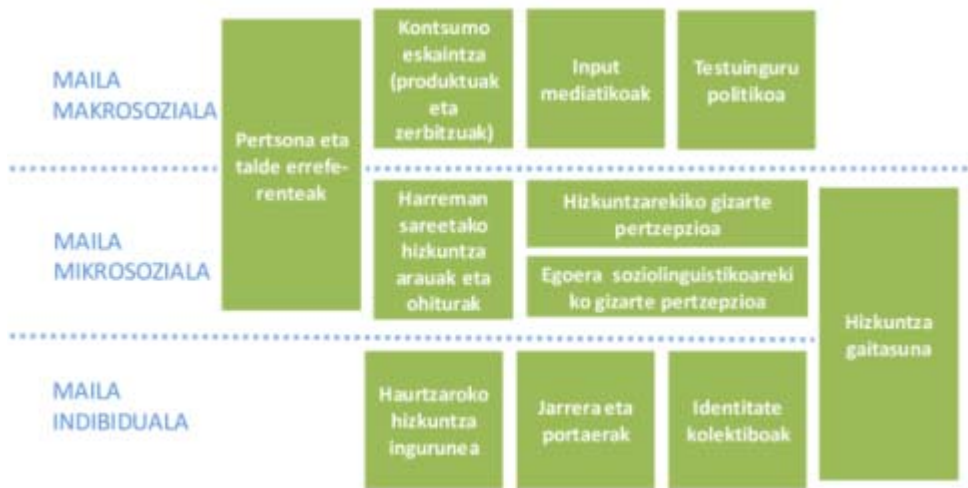 MAILA
MAKROSOZIALA
Pertsona eta
talde errefe-
renteak
Kontsumo
eskaintza
(produktuak
eta
zerbitzuak)
Input
mediatikoak
Testuinguru
politikoa
MAILA
MIKROSOZIALA
Harreman
sareetako
hizkuntza
arauak eta
ohiturak
Hizkuntzarekiko gizarte
pertzepzioa
Egoera soziolinguistikoareki
ko gizarte pertzepzioa
Hizkuntza
gaitasuna
MAILA
INDIBIDUALA
Haurtzaroko
hizkuntza
ingurunea
Jarrera eta
portaerak
Identitate
kolektiboak